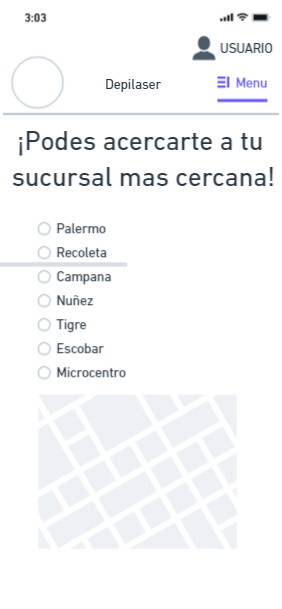 3:03
USUARIO
Depilaser
Menu
¡Podes acercarte a tu
sucursal mas cercana!
Palermo
Recoleta
Campana
Nuñez
Tigre
Escobar
Microcentro